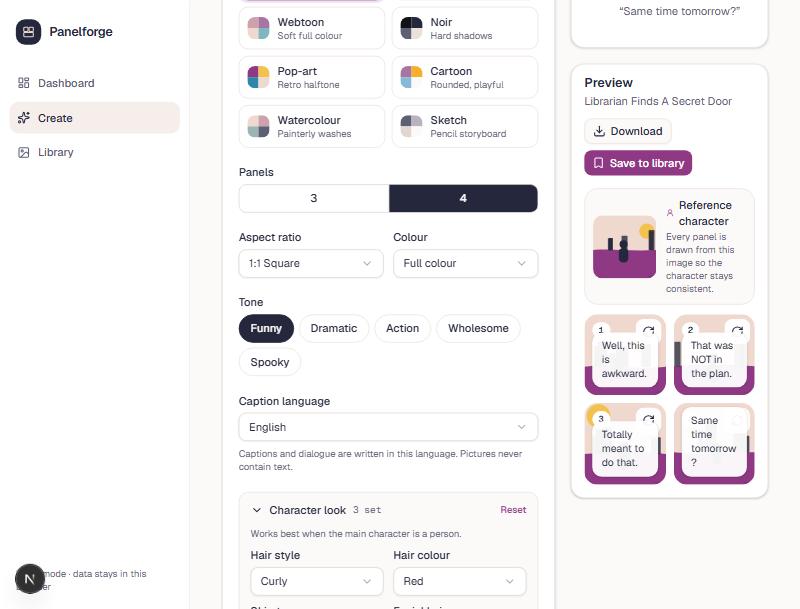 Panelforge
Dashboard
Create
Library
mode · data stays in this
N
Webtoon
Soft full colour
Noir
Hard shadows
Pop-art
Retro halftone
Cartoon
Rounded, playful
Watercolour
Painterly washes
Sketch
Pencil storyboard
Panels
3
4
Aspect ratio
Colour
1:1 Square
Full colour
Tone
Funny
Dramatic
Action
Wholesome
Spooky
Caption language
English
Captions and dialogue are written in this language. Pictures never
contain text.
Character look 3 set
Reset
Works best when the main character is a person.
Hair style
Hair colour
Curly
Red
“Same time tomorrow?”
Preview
Librarian Finds A Secret Door
Download
Save to library
Reference
character
Every panel is
drawn from this
image so the
character stays
consistent.
1
Well, this
is
awkward.
2
That was
NOT in
the plan.
3
Totally
meant to
do that.
Same
time
tomorrow
?